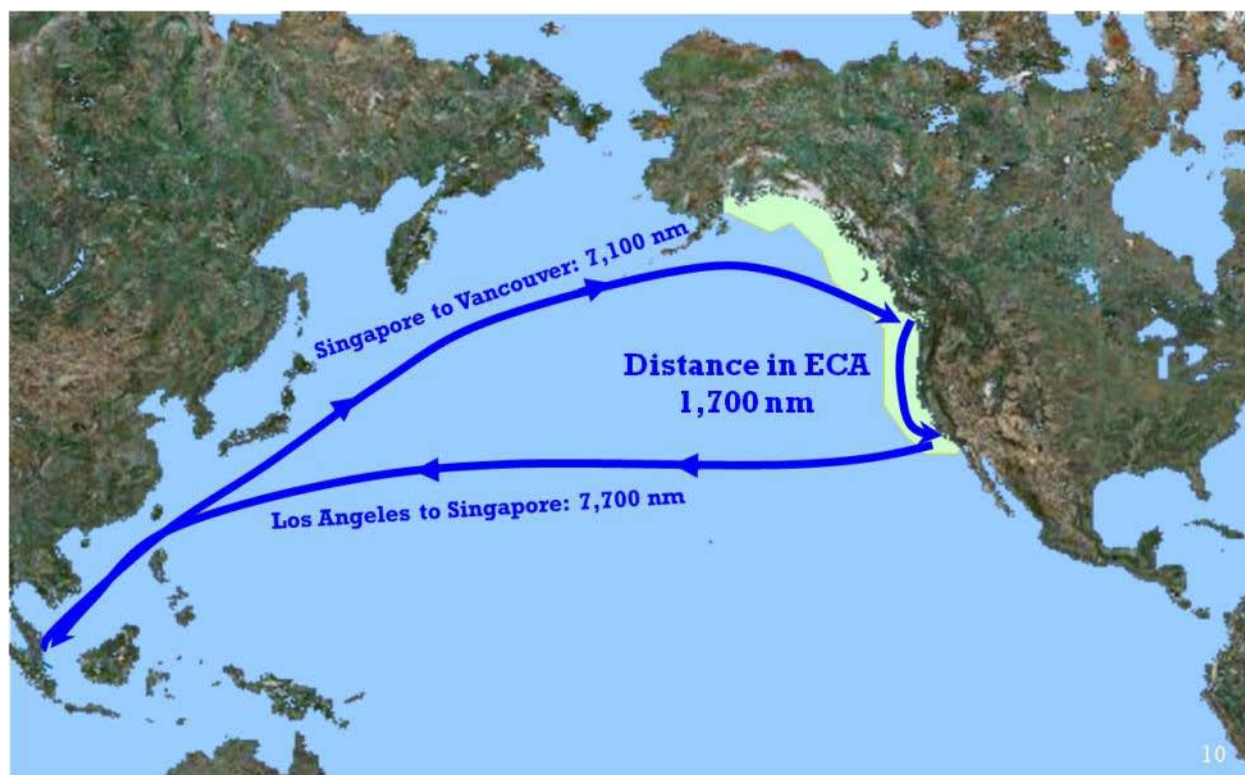 Singapore to Vancouver: 7,100 nm
Distance in ECA
1,700 nm
Los Angeles to Singapore: 7,700 nm
10